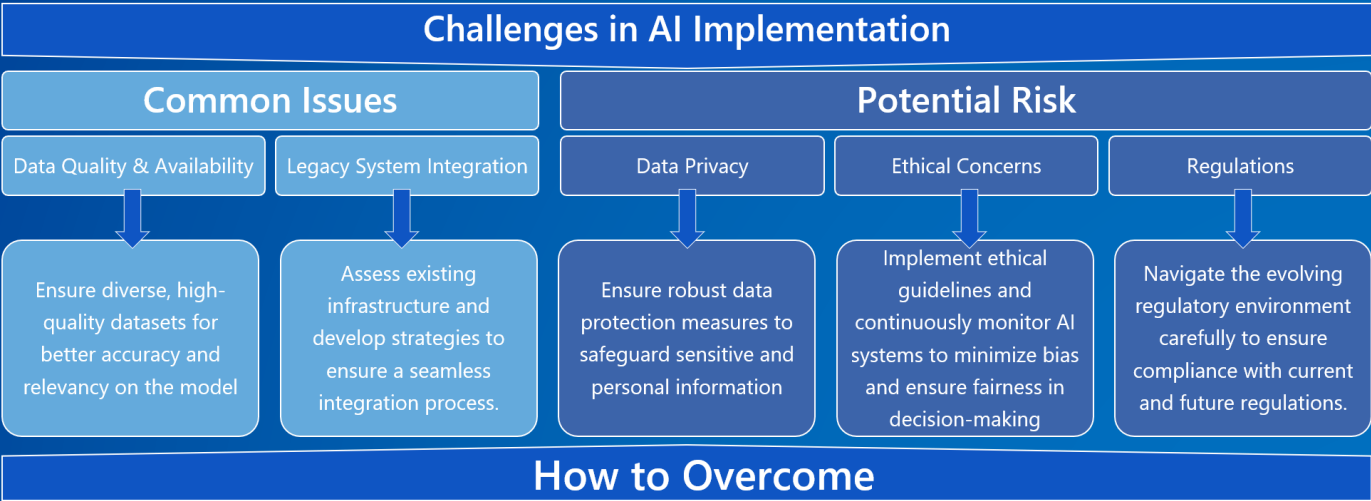 Challenges in AI Implementation
Common Issues
Potential Risk
Data Quality & Availability
Legacy System Integration
Data Privacy
Ethical Concerns
Regulations
Ensure diverse, high-
quality datasets for
better accuracy and
relevancy on the model
Assess existing
infrastructure and
develop strategies to
ensure a seamless
integration process.
Ensure robust data
protection measures to
safeguard sensitive and
personal information
Implement ethical
guidelines and
continuously monitor AI
systems to minimize bias
and ensure fairness in
decision-making
Navigate the evolving
regulatory environment
carefully to ensure
compliance with current
and future regulations.
How to Overcome